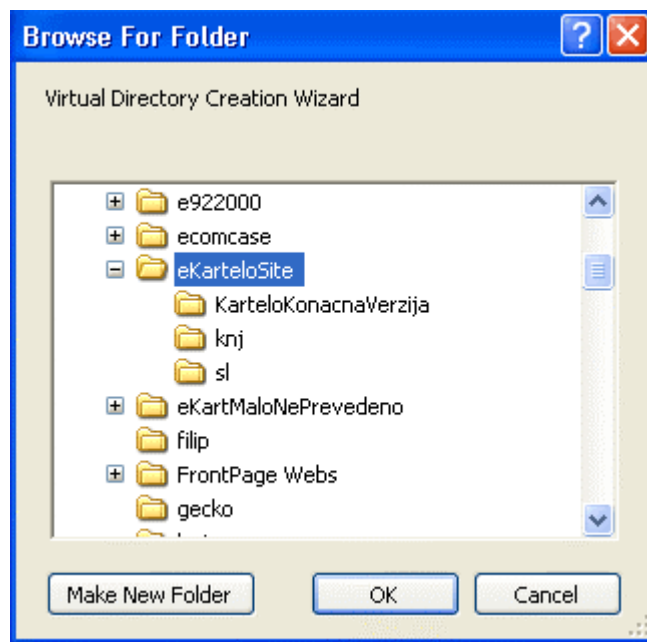 Browse For Folder
Virtual Directory Creation Wizard
e922000
ecomcase
eKarteloSite
KarteloKonacnaVerzija
knj
sl
eKartMaloNePrevedeno
filip
FrontPage Webs
gecko
Make New Folder
OK
Cancel